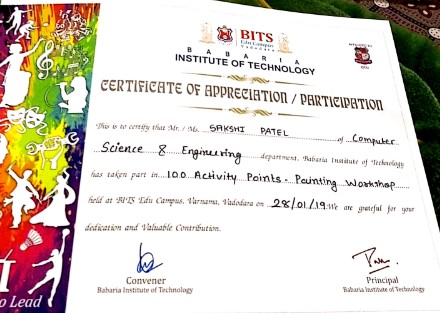 BITS
Edu Campus
Vadodara
BABARIA
INSTITUTE OF TECHNOLOGY
CERTIFICATE OF APPRECIATION / PARTICIPATION
This is to certify that Mr. / Ms. SAKSHI PATEL of Computer
Science & Engineering department, Babaria Institute of Technology
has taken part in 100 Activity Points - Painting Workshop
held at BITS Edu Campus, Varnama, Vadodara on 28/01/19. We are grateful for your
dedication and Valuable Contribution.
Convener
Babaria Institute of Technology
Principal
Babaria Institute of Technology
o Lead